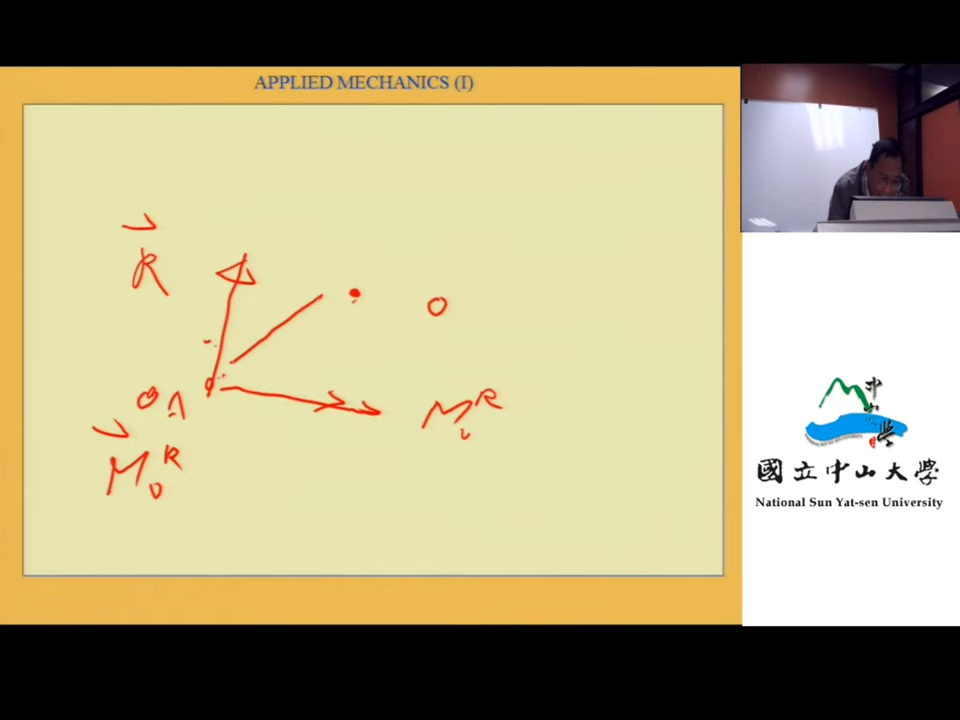 APPLIED MECHANICS (I)
R
O
O
M R
M R
O
國立中山大學
National Sun Yat-sen University